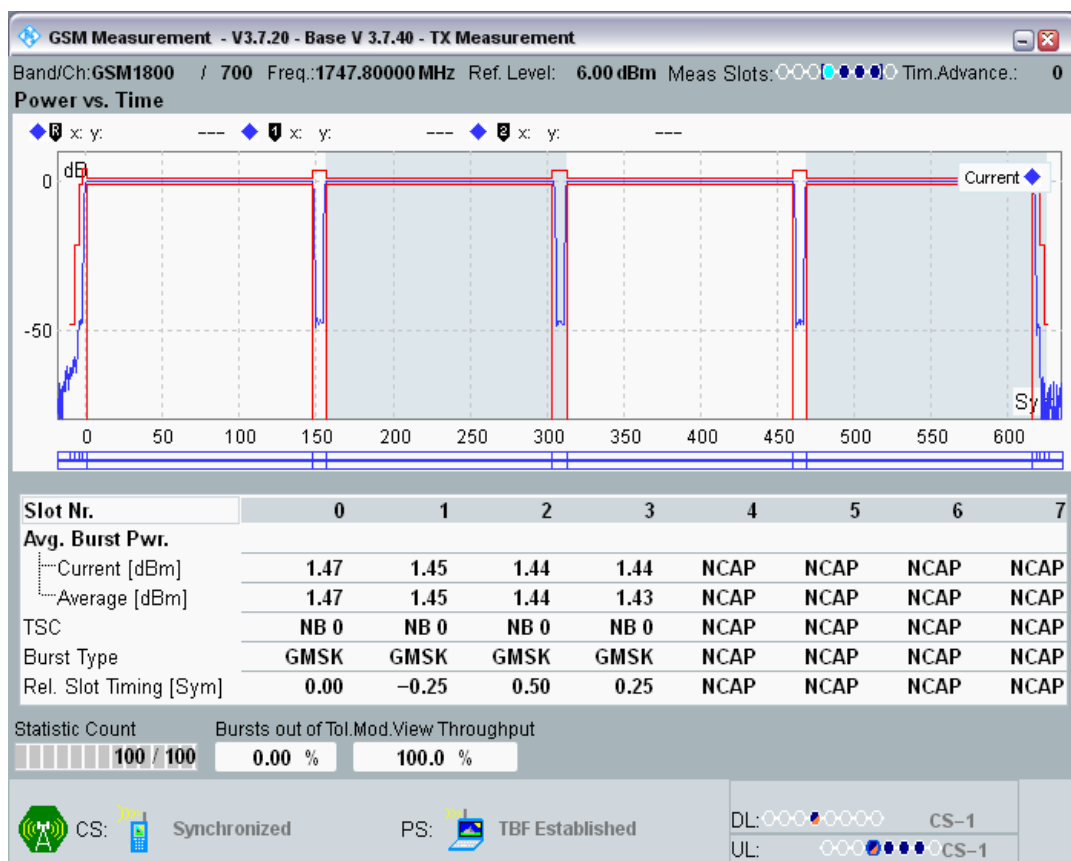 GSM Measurement - V3.7.20 - Base V 3.7.40 - TX Measurement
Band/Ch:GSM1800 / 700 Freq.:1747.80000 MHz Ref. Level: 6.00 dBm Meas Slots: Tim.Advance.: 0
Power vs. Time
R x: y: --- 1 x: y: --- 2 x: y: ---
dB
0
Current
-50
Sy
0 50 100 150 200 250 300 350 400 450 500 550 600
Slot Nr. 0 1 2 3 4 5 6 7
Avg. Burst Pwr.
Current [dBm] 1.47 1.45 1.44 1.44 NCAP NCAP NCAP NCAP
Average [dBm] 1.47 1.45 1.44 1.43 NCAP NCAP NCAP NCAP
TSC NB 0 NB 0 NB 0 NB 0 NCAP NCAP NCAP NCAP
Burst Type GMSK GMSK GMSK GMSK NCAP NCAP NCAP NCAP
Rel. Slot Timing [Sym] 0.00 −0.25 0.50 0.25 NCAP NCAP NCAP NCAP
Statistic Count Bursts out of Tol.Mod.View Throughput
100 / 100 0.00 % 100.0 %
CS: Synchronized PS: TBF Established
DL: CS−1
UL: CS−1